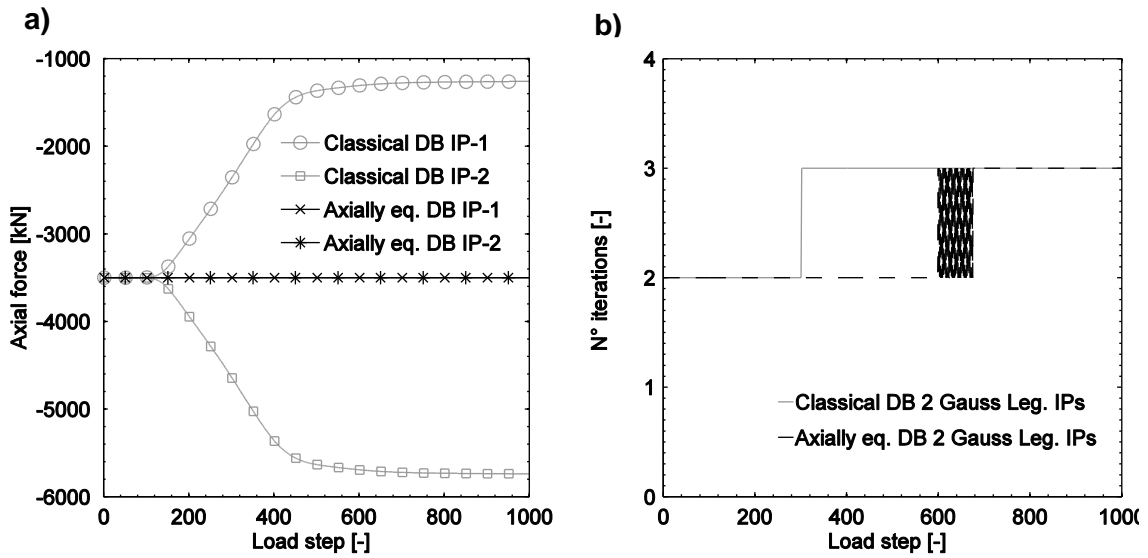 a)
-1000
-2000
-3000
-4000
-5000
-6000
Axial force [kN]
Classical DB IP-1
Classical DB IP-2
Axially eq. DB IP-1
Axially eq. DB IP-2
0
200
400
600
800
1000
Load step [-]
b)
4
3
2
1
0
N° iterations [-]
Classical DB 2 Gauss Leg. IPs
Axially eq. DB 2 Gauss Leg. IPs
0
200
400
600
800
1000
Load step [-]